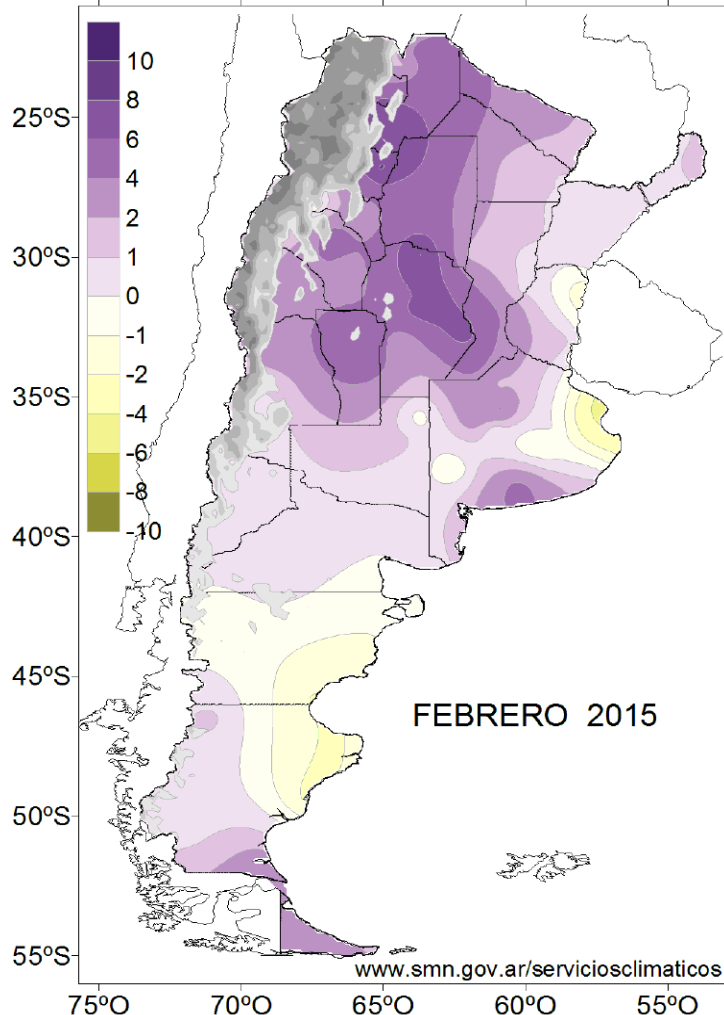 10
8
6
4
2
1
0
-1
-2
-4
-6
-8
-10
25ºS
30ºS
35ºS
40ºS
45ºS
50ºS
55ºS
FEBRERO 2015
www.smn.gov.ar/serviciosclimaticos
75ºO 70ºO 65ºO 60ºO 55ºO